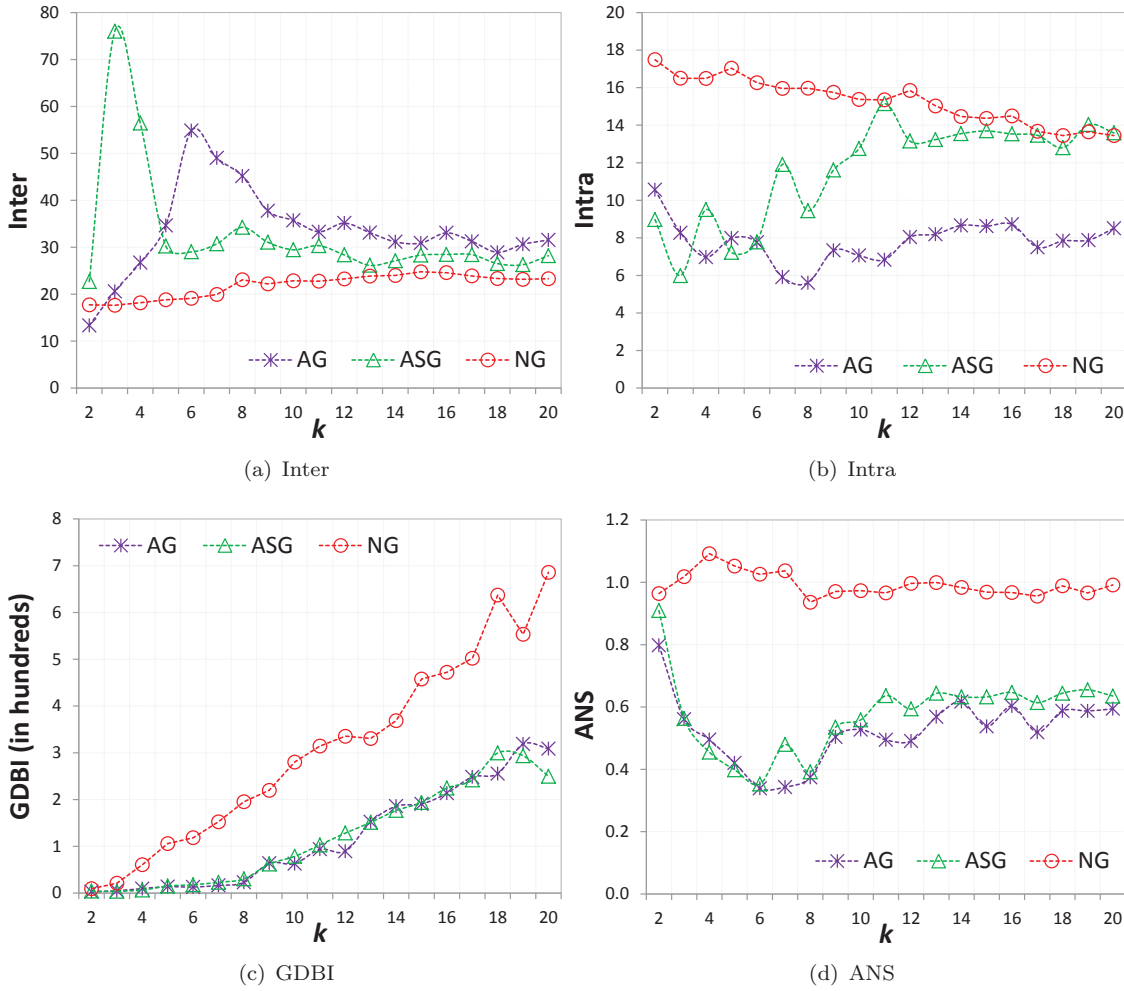 80
70
60
50
40
30
20
10
0
Inter
AG ASG NG
2 4 6 8 10 12 14 16 18 20
k
(a) Inter
20
18
16
14
12
10
8
6
4
2
0
Intra
AG ASG NG
2 4 6 8 10 12 14 16 18 20
k
(b) Intra
8
7
6
5
4
3
2
1
0
GDBI (in hundreds)
AG ASG NG
2 4 6 8 10 12 14 16 18 20
k
(c) GDBI
1.2
1.0
0.8
0.6
0.4
0.2
0.0
ANS
AG ASG NG
2 4 6 8 10 12 14 16 18 20
k
(d) ANS